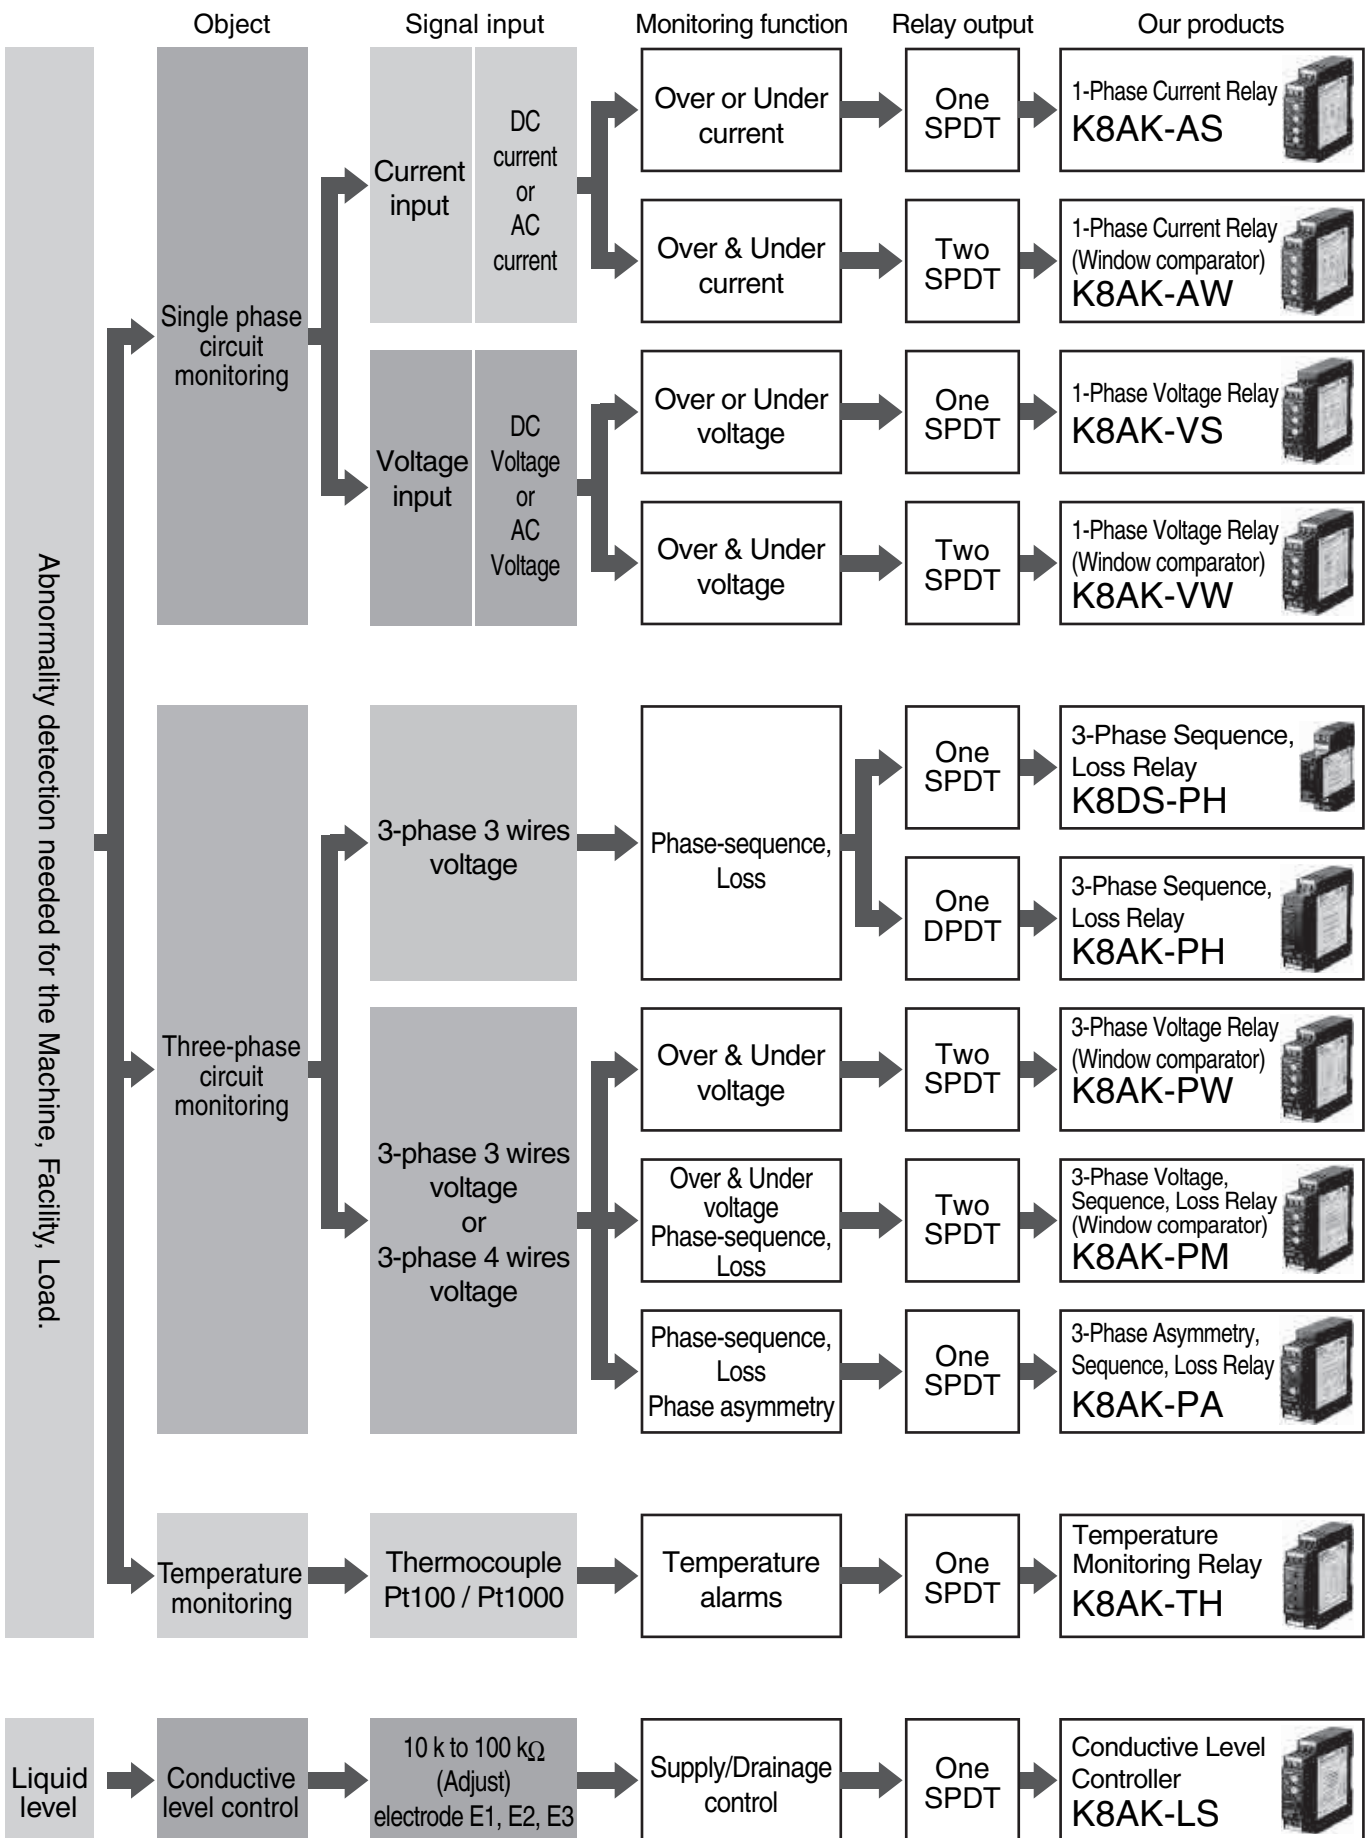 Object
Signal input
Monitoring function
Relay output
Our products
Abnormality detection needed for the Machine, Facility, Load.
Single phase
circuit
monitoring
Current
input
DC
current
or
AC
current
Over or Under
current
One
SPDT
1-Phase Current Relay
K8AK-AS
Over & Under
current
Two
SPDT
1-Phase Current Relay
(Window comparator)
K8AK-AW
Voltage
input
DC
Voltage
or
AC
Voltage
Over or Under
voltage
One
SPDT
1-Phase Voltage Relay
K8AK-VS
Over & Under
voltage
Two
SPDT
1-Phase Voltage Relay
(Window comparator)
K8AK-VW
Three-phase
circuit
monitoring
3-phase 3 wires
voltage
Phase-sequence,
Loss
One
SPDT
3-Phase Sequence,
Loss Relay
K8DS-PH
One
DPDT
3-Phase Sequence,
Loss Relay
K8AK-PH
3-phase 3 wires
voltage
or
3-phase 4 wires
voltage
Over & Under
voltage
Two
SPDT
3-Phase Voltage Relay
(Window comparator)
K8AK-PW
Over & Under
voltage
Phase-sequence,
Loss
Two
SPDT
3-Phase Voltage,
Sequence, Loss Relay
(Window comparator)
K8AK-PM
Phase-sequence,
Loss
Phase asymmetry
One
SPDT
3-Phase Asymmetry,
Sequence, Loss Relay
K8AK-PA
Temperature
monitoring
Thermocouple
Pt100 / Pt1000
Temperature
alarms
One
SPDT
Temperature
Monitoring Relay
K8AK-TH
Liquid
level
Conductive
level control
10 k to 100 kΩ
(Adjust)
electrode E1, E2, E3
Supply/Drainage
control
One
SPDT
Conductive Level
Controller
K8AK-LS